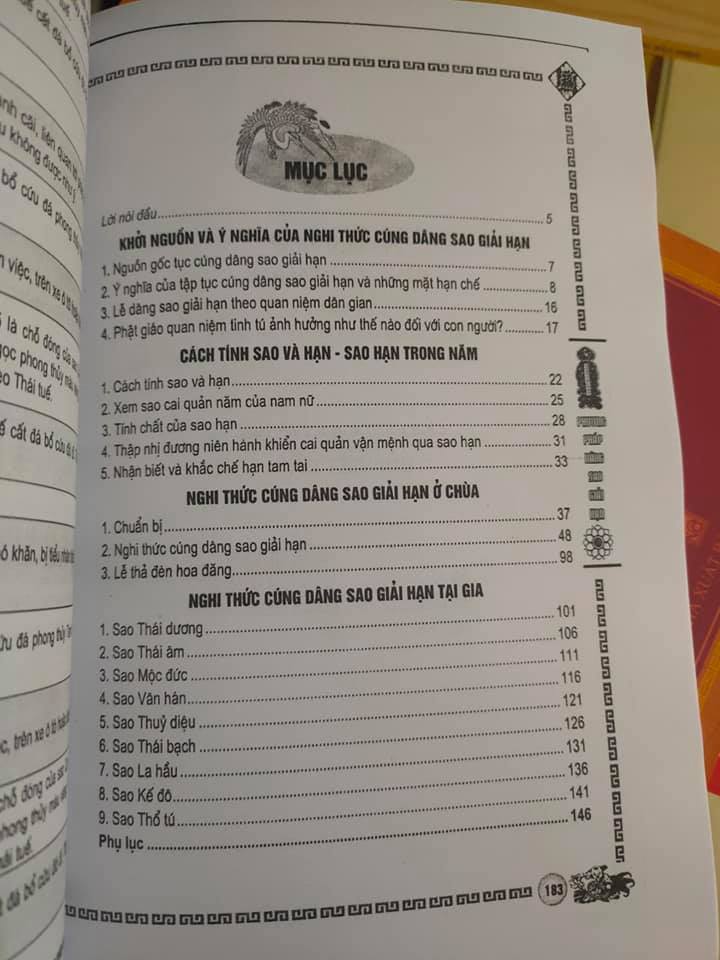 MỤC LỤC
Lời nói đầu 5
KHỞI NGUỒN VÀ Ý NGHĨA CỦA NGHI THỨC CÚNG DÂNG SAO GIẢI HẠN
1. Nguồn gốc tục cúng dâng sao giải hạn 7
2. Ý nghĩa của tập tục cúng dâng sao giải hạn và những mặt hạn chế 8
3. Lễ dâng sao giải hạn theo quan niệm dân gian 16
4. Phật giáo quan niệm tinh tú ảnh hưởng như thế nào đối với con người? 17
CÁCH TÍNH SAO VÀ HẠN - SAO HẠN TRONG NĂM
1. Cách tính sao và hạn 22
2. Xem sao cai quản năm của nam nữ 25
3. Tính chất của sao hạn 28
4. Thập nhị đương niên hành khiển cai quản vận mệnh qua sao hạn 31
5. Nhận biết và khắc chế hạn tam tai 33
NGHI THỨC CÚNG DÂNG SAO GIẢI HẠN Ở CHÙA
1. Chuẩn bị 37
2. Nghi thức cúng dâng sao giải hạn 48
3. Lễ thả đèn hoa đăng 98
NGHI THỨC CÚNG DÂNG SAO GIẢI HẠN TẠI GIA
1. Sao Thái dương 101
2. Sao Thái âm 106
3. Sao Mộc đức 111
4. Sao Vân hán 116
5. Sao Thuỷ diệu 121
6. Sao Thái bạch 126
7. Sao La hầu 131
8. Sao Kế đô 136
9. Sao Thổ tú 141
Phụ lục 146
183
PHƯƠNG
PHÁP
DÂNG
SAO
GIẢI
HẠN